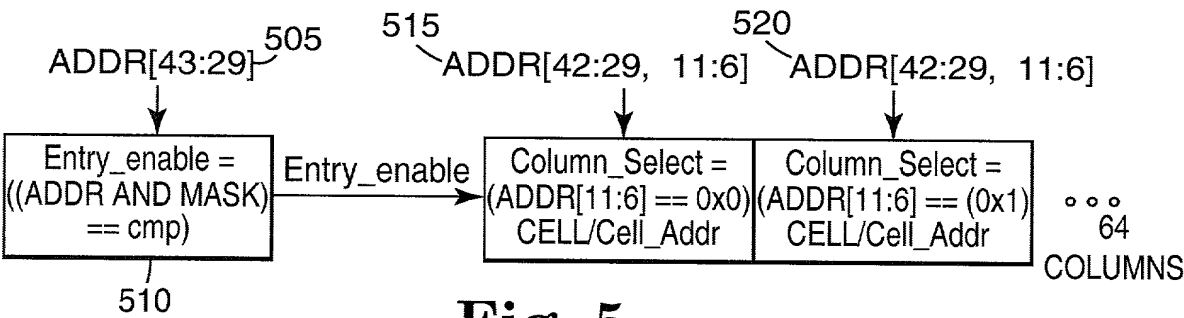 505
515
520
ADDR[43:29]
ADDR[42:29, 11:6]
ADDR[42:29, 11:6]
Entry_enable =
((ADDR AND MASK)
== cmp)
Entry_enable
Column_Select =
(ADDR[11:6] == 0x0)
CELL/Cell_Addr
Column_Select =
(ADDR[11:6] == (0x1)
CELL/Cell_Addr
64
COLUMNS
510
Fig. 5